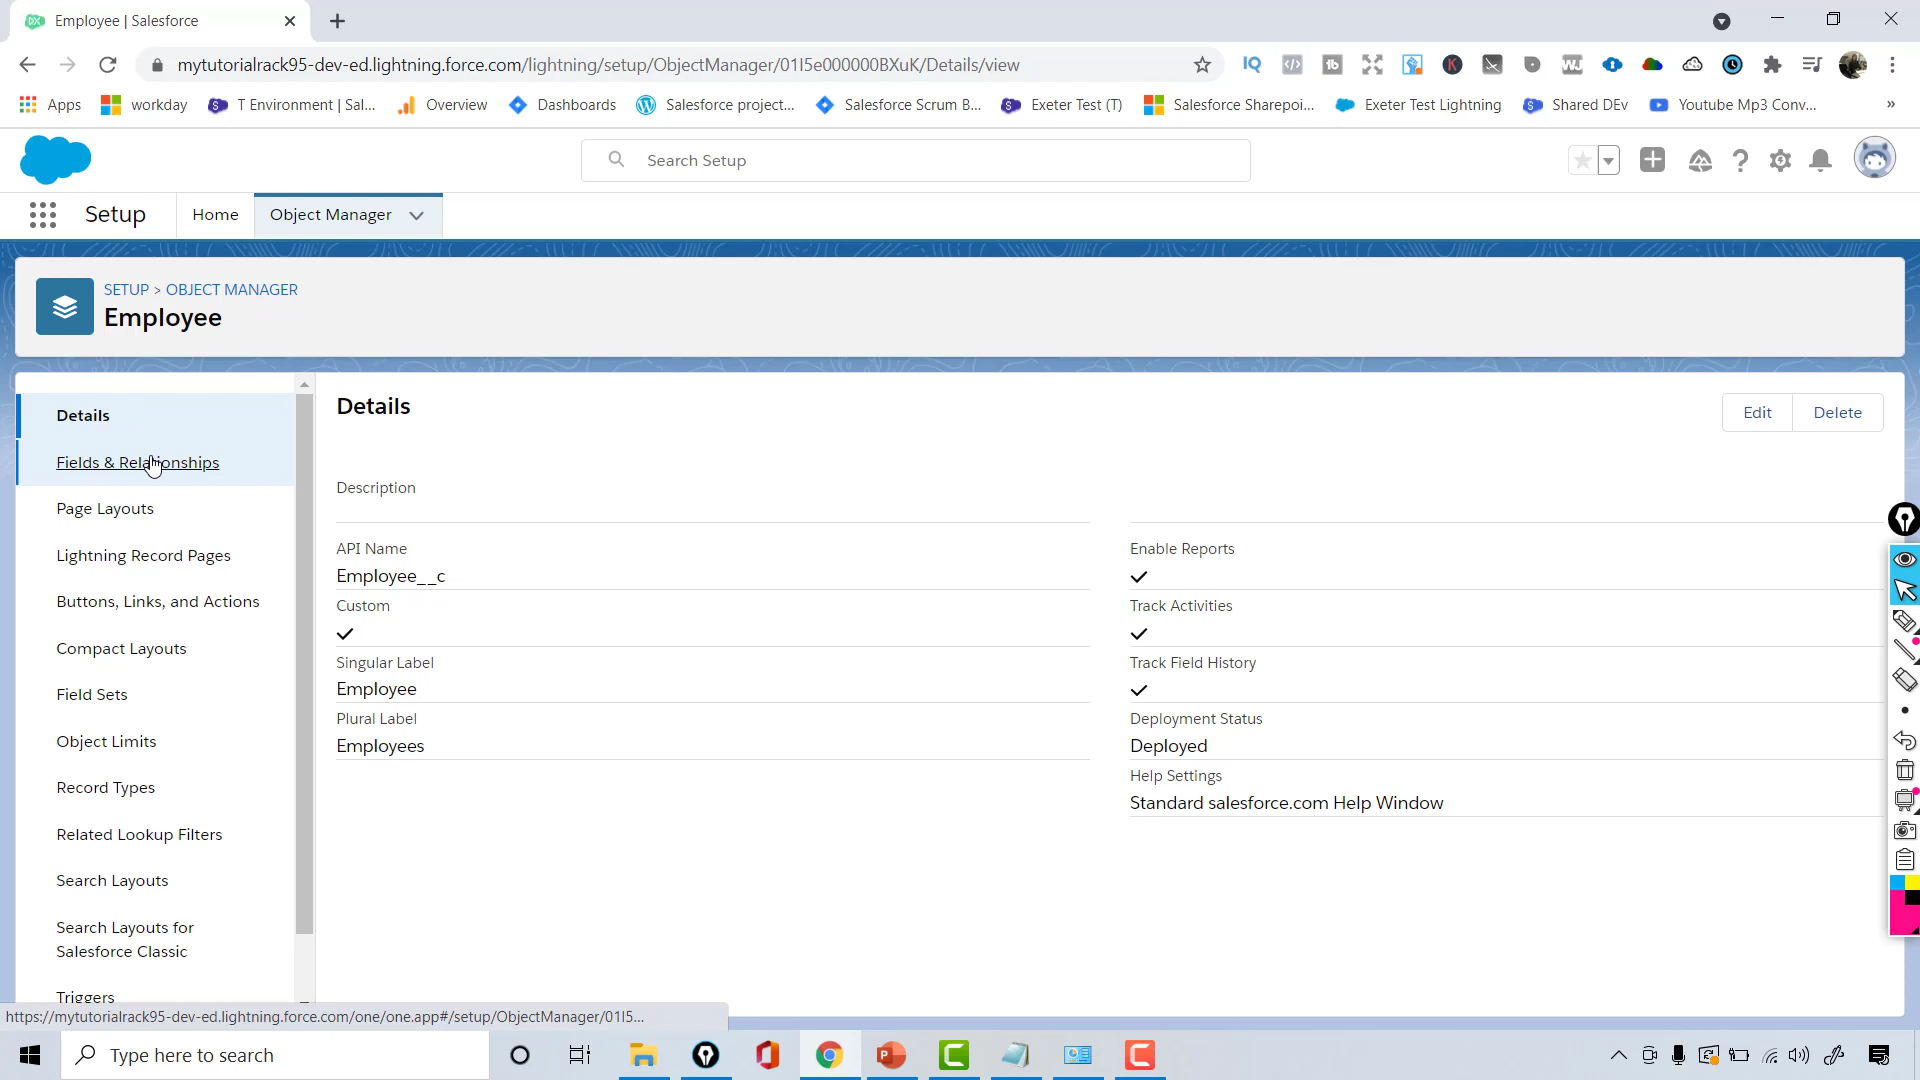 Employee | Salesforce
mytutorialrack95-dev-ed.lightning.force.com/lightning/setup/ObjectManager/01I5e000000BXuK/Details/view
IQ
tb
K
WJ
Apps
workday
T Environment | Sal...
Overview
Dashboards
Salesforce project...
Salesforce Scrum B...
Exeter Test (T)
Salesforce Sharepoi...
Exeter Test Lightning
Shared DEv
Youtube Mp3 Conv...
»
Search Setup
Setup
Home
Object Manager
SETUP > OBJECT MANAGER
Employee
Details
Fields & Relationships
Page Layouts
Lightning Record Pages
Buttons, Links, and Actions
Compact Layouts
Field Sets
Object Limits
Record Types
Related Lookup Filters
Search Layouts
Search Layouts for
Salesforce Classic
Triggers
Details
Edit
Delete
Description
API Name
Employee__c
Custom
Singular Label
Employee
Plural Label
Employees
Enable Reports
Track Activities
Track Field History
Deployment Status
Deployed
Help Settings
Standard salesforce.com Help Window
https://mytutorialrack95-dev-ed.lightning.force.com/one/one.app#/setup/ObjectManager/01I5...
Type here to search